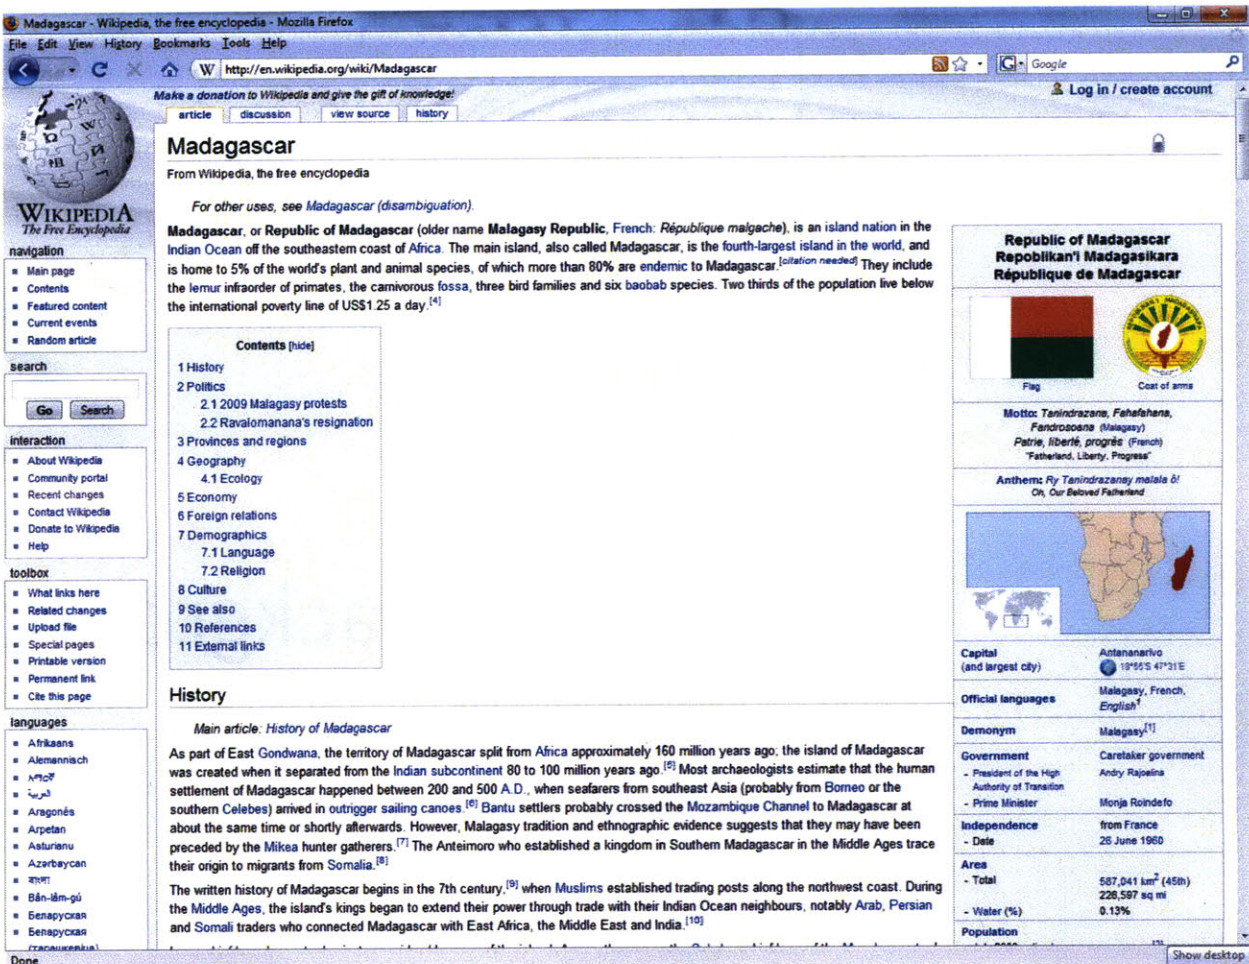 Madagascar - Wikipedia, the free encyclopedia - Mozilla Firefox
File Edit View History Bookmarks Tools Help
W http://en.wikipedia.org/wiki/Madagascar
G Google
WIKIPEDIA
The Free Encyclopedia
navigation
Main page
Contents
Featured content
Current events
Random article
search
Go Search
interaction
About Wikipedia
Community portal
Recent changes
Contact Wikipedia
Donate to Wikipedia
Help
toolbox
What links here
Related changes
Upload file
Special pages
Printable version
Permanent link
Cite this page
languages
Afrikaans
Alemannisch
አማርኛ
العربية
Aragonés
Arpetan
Asturianu
Azərbaycan
বাংলা
Bân-lâm-gú
Беларуская
Беларуская
(тарашкевіца)
Make a donation to Wikipedia and give the gift of knowledge!
Log in / create account
article discussion view source history
Madagascar
From Wikipedia, the free encyclopedia
For other uses, see Madagascar (disambiguation).
Madagascar, or Republic of Madagascar (older name Malagasy Republic, French: République malgache), is an island nation in the
Indian Ocean off the southeastern coast of Africa. The main island, also called Madagascar, is the fourth-largest island in the world, and
is home to 5% of the world's plant and animal species, of which more than 80% are endemic to Madagascar.[citation needed] They include
the lemur infraorder of primates, the carnivorous fossa, three bird families and six baobab species. Two thirds of the population live below
the international poverty line of US$1.25 a day.[4]
Contents [hide]
1 History
2 Politics
2.1 2009 Malagasy protests
2.2 Ravalomanana's resignation
3 Provinces and regions
4 Geography
4.1 Ecology
5 Economy
6 Foreign relations
7 Demographics
7.1 Language
7.2 Religion
8 Culture
9 See also
10 References
11 External links
History
Main article: History of Madagascar
As part of East Gondwana, the territory of Madagascar split from Africa approximately 160 million years ago; the island of Madagascar
was created when it separated from the Indian subcontinent 80 to 100 million years ago.[5] Most archaeologists estimate that the human
settlement of Madagascar happened between 200 and 500 A.D., when seafarers from southeast Asia (probably from Borneo or the
southern Celebes) arrived in outrigger sailing canoes.[6] Bantu settlers probably crossed the Mozambique Channel to Madagascar at
about the same time or shortly afterwards. However, Malagasy tradition and ethnographic evidence suggests that they may have been
preceded by the Mikea hunter gatherers.[7] The Anteimoro who established a kingdom in Southern Madagascar in the Middle Ages trace
their origin to migrants from Somalia.[8]
The written history of Madagascar begins in the 7th century,[9] when Muslims established trading posts along the northwest coast. During
the Middle Ages, the island's kings began to extend their power through trade with their Indian Ocean neighbours, notably Arab, Persian
and Somali traders who connected Madagascar with East Africa, the Middle East and India.[10]
Republic of Madagascar
Repoblikan'i Madagasikara
République de Madagascar
Flag Coat of arms
Motto: Tanindrazana, Fahafahana,
Fandrosoana (Malagasy)
Patrie, liberté, progrès (French)
"Fatherland, Liberty, Progress"
Anthem: Ry Tanindrazanay malala ô!
Oh, Our Beloved Fatherland
Capital Antananarivo
(and largest city) 18°55'S 47°31'E
Official languages Malagasy, French,
English1
Demonym Malagasy[1]
Government Caretaker government
- President of the High Andry Rajoelina
Authority of Transition
- Prime Minister Monja Roindefo
Independence from France
- Date 26 June 1960
Area
- Total 587,041 km2 (45th)
226,597 sq mi
- Water (%) 0.13%
Population
Done
Show desktop